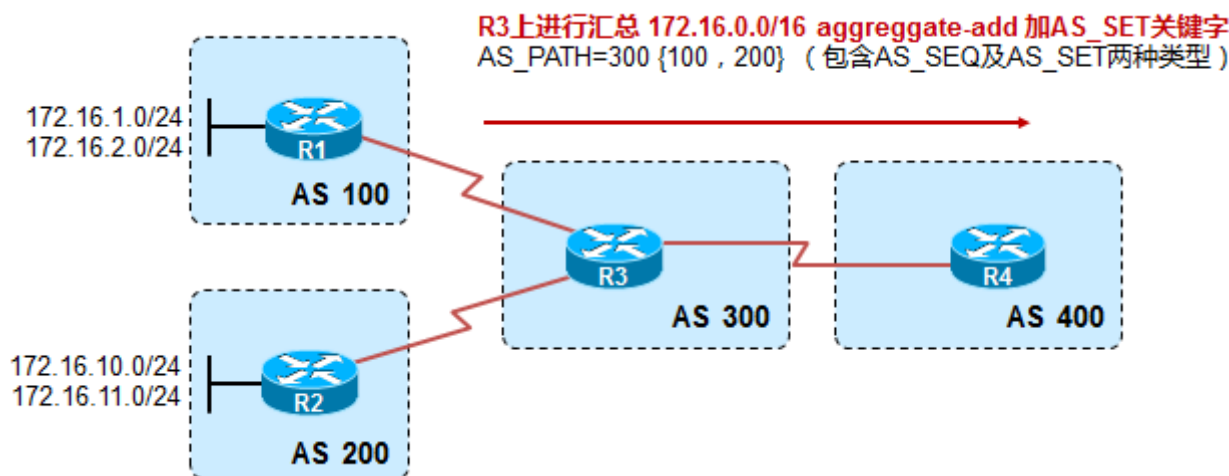 R3上进行汇总 172.16.0.0/16 aggreggate-add 加AS_SET关键字
AS_PATH=300 {100，200} （包含AS_SEQ及AS_SET两种类型）
172.16.1.0/24
172.16.2.0/24
R1
AS 100
R3
AS 300
R4
AS 400
172.16.10.0/24
172.16.11.0/24
R2
AS 200